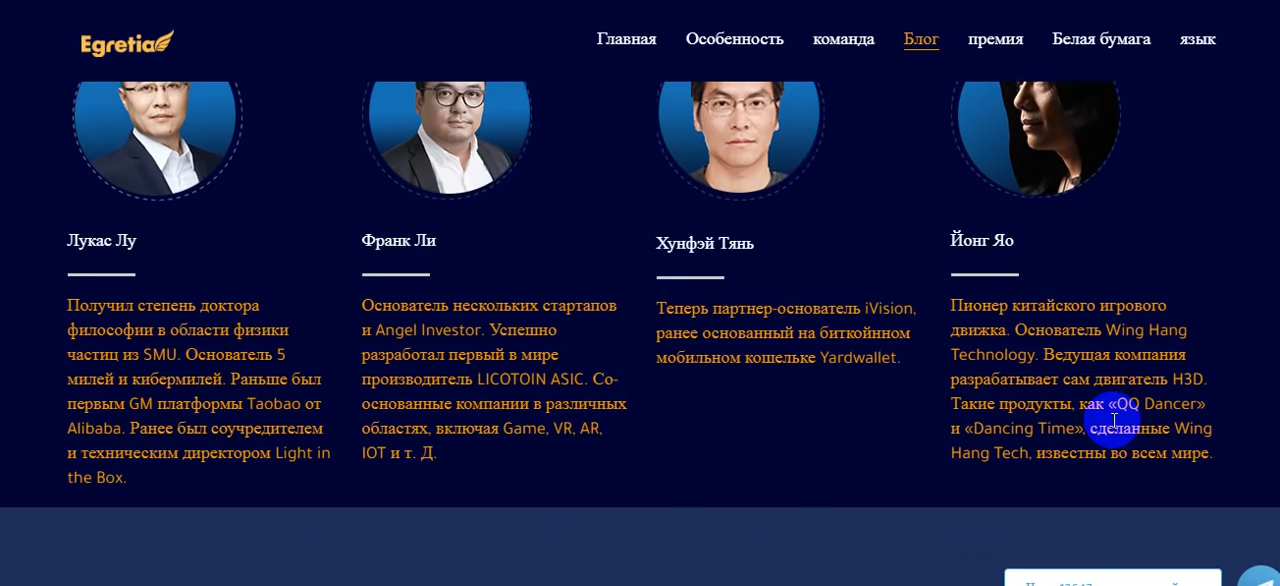 Egretia
Главная Особенность команда Блог премия Белая бумага язык
Лукас Лу
Получил степень доктора
философии в области физики
частиц из SMU. Основатель 5
милей и кибермилей. Раньше был
первым GM платформы Taobao от
Alibaba. Ранее был соучредителем
и техническим директором Light in
the Box.
Франк Ли
Основатель нескольких стартапов
и Angel Investor. Успешно
разработал первый в мире
производитель LICOTOIN ASIC. Со-
основанные компании в различных
областях, включая Game, VR, AR,
IOT и т. Д.
Хунфэй Тянь
Теперь партнер-основатель iVision,
ранее основанный на биткойнном
мобильном кошельке Yardwallet.
Йонг Яо
Пионер китайского игрового
движка. Основатель Wing Hang
Technology. Ведущая компания
разрабатывает сам двигатель H3D.
Такие продукты, как «QQ Dancer»
и «Dancing Time», сделанные Wing
Hang Tech, известны во всем мире.